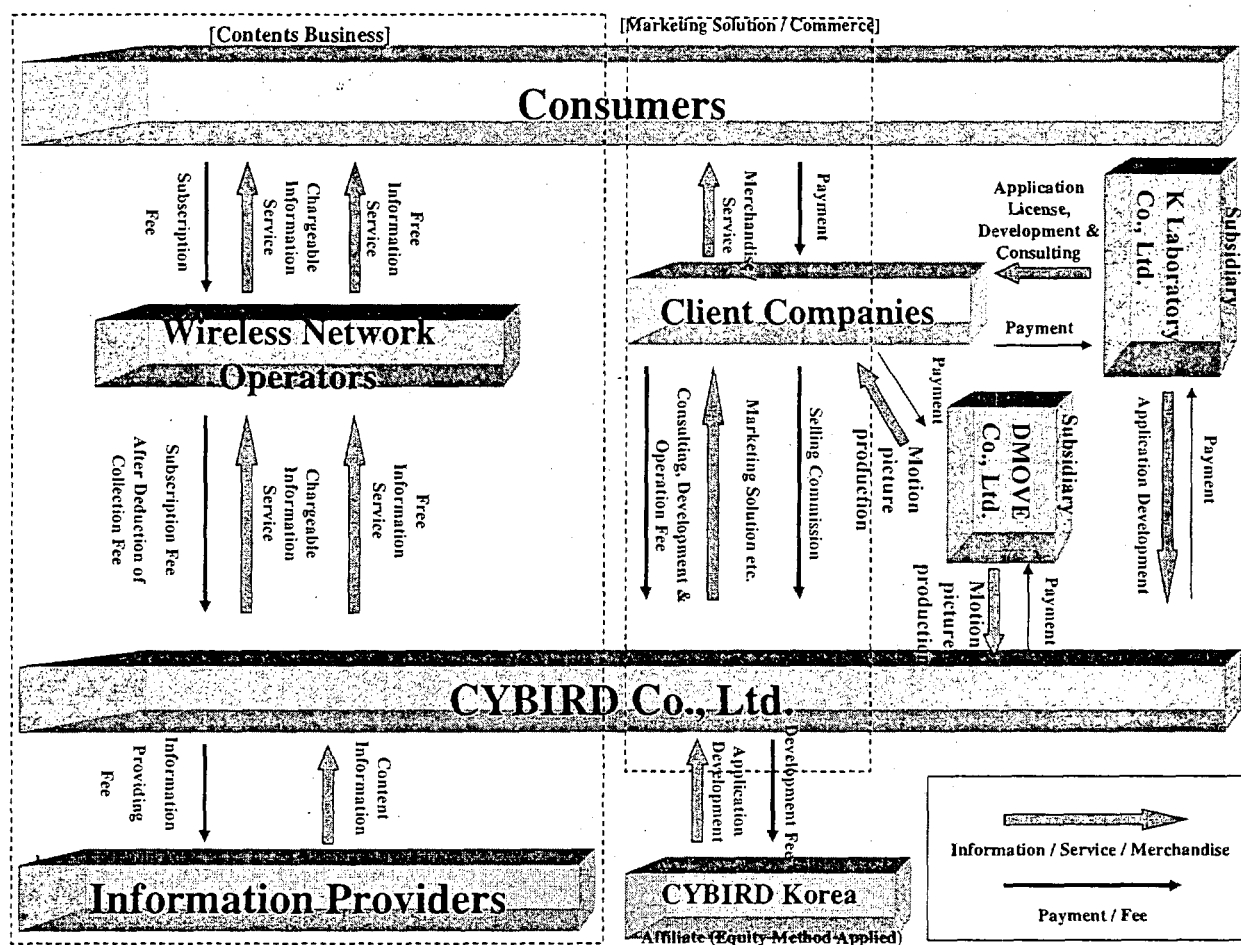 [Contents Business]
[Marketing Solution / Commerce]
Consumers
Subscription
Fee
Chargeable
Information
Service
Free
Information
Service
Merchandise
Service
Payment
Application
License,
Development &
Consulting
K Laboratory
Co., Ltd.
Subsidiary
Wireless Network
Operators
Client Companies
Payment
Subscription Fee
After Deduction of
Collection Fee
Chargeable
Information
Service
Free
Information
Service
Consulting, Development &
Operation Fee
Marketing Solution etc.
Selling Commission
Motion
picture
production
Payment
DMOVE
Co., Ltd.
Subsidiary
Application Development
Payment
Motion
picture
production
Payment
CYBIRD Co., Ltd.
Information
Providing
Fee
Content
Information
Application
Development
Development Fee
Information Providers
CYBIRD Korea
Affiliate (Equity-Method Applied)
Information / Service / Merchandise
Payment / Fee